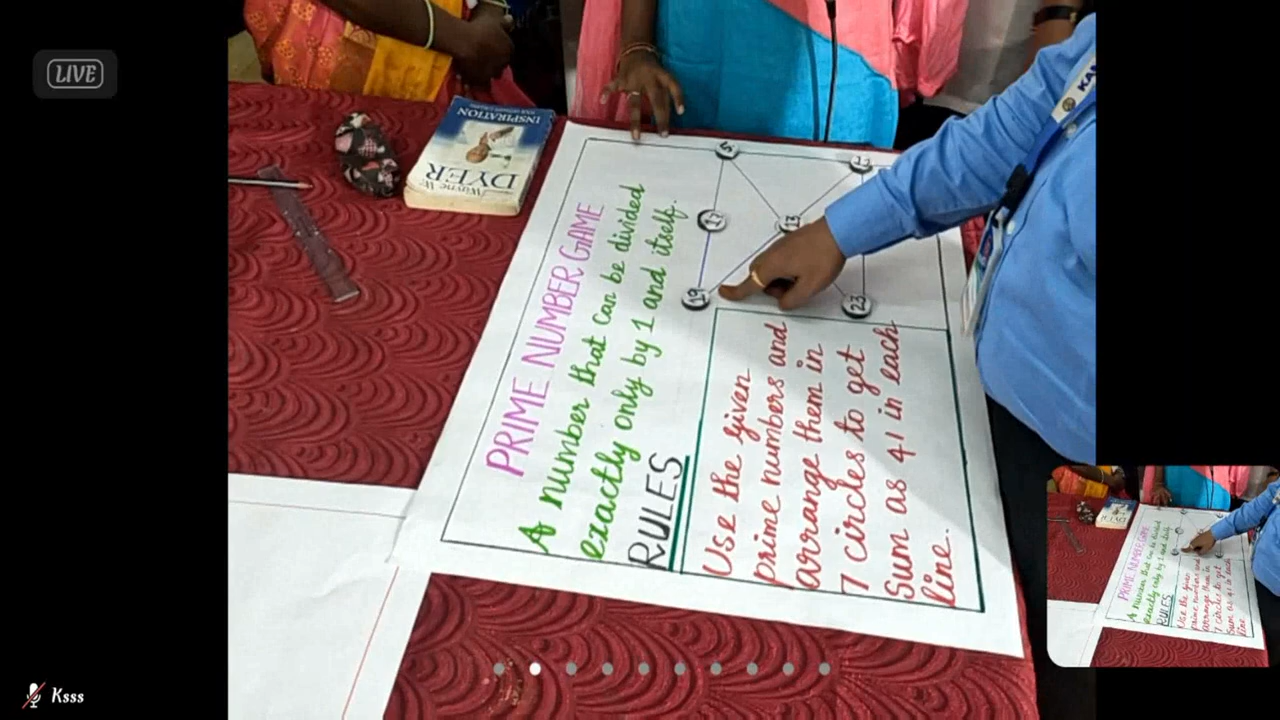 LIVE
INSPIRATION
Wayne W.
DYER
PRIME NUMBER GAME
A number that can be divided
exactly only by 1 and itself.
RULES
Use the given
prime numbers and
arrange them in
7 circles to get
Sum as 41 in each
line.
5
17
13
19
23
Ksss